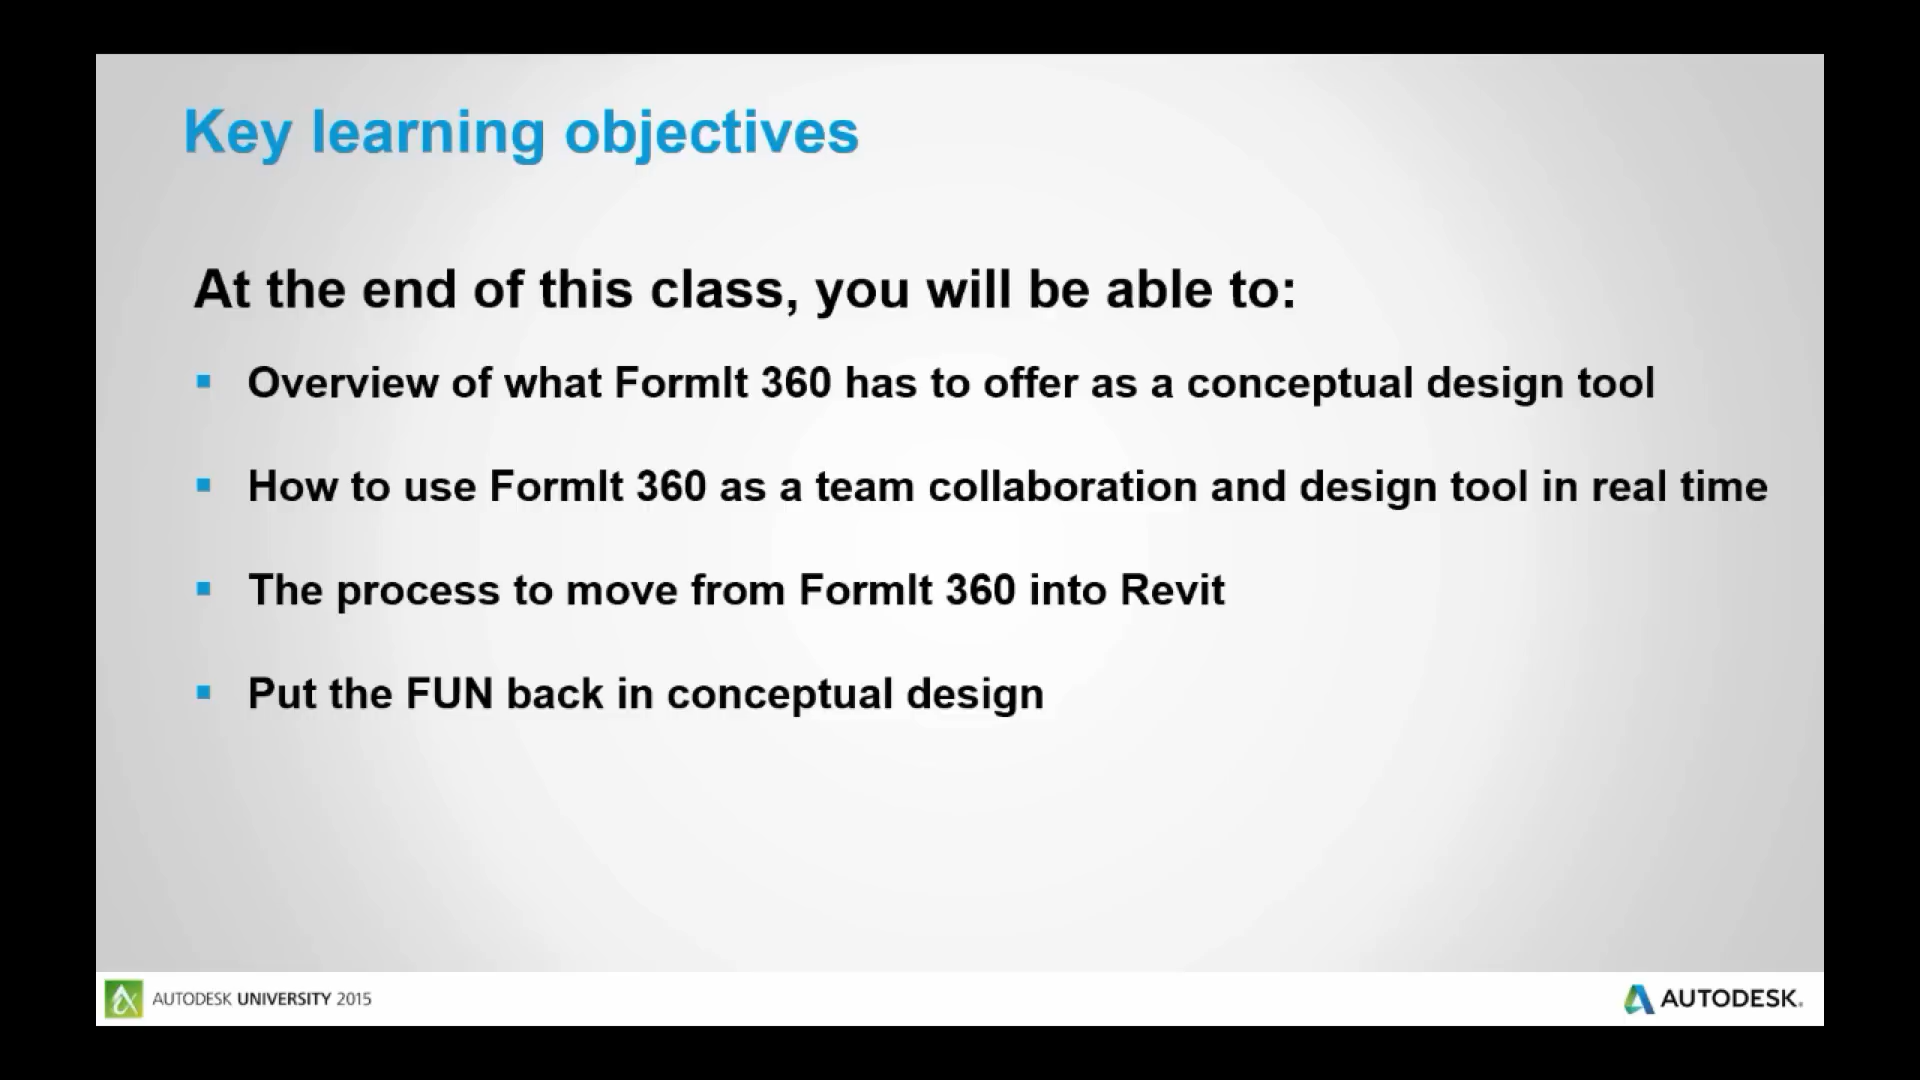 Key learning objectives
At the end of this class, you will be able to:
▪ Overview of what FormIt 360 has to offer as a conceptual design tool
▪ How to use FormIt 360 as a team collaboration and design tool in real time
▪ The process to move from FormIt 360 into Revit
▪ Put the FUN back in conceptual design
AUTODESK UNIVERSITY 2015
AUTODESK.